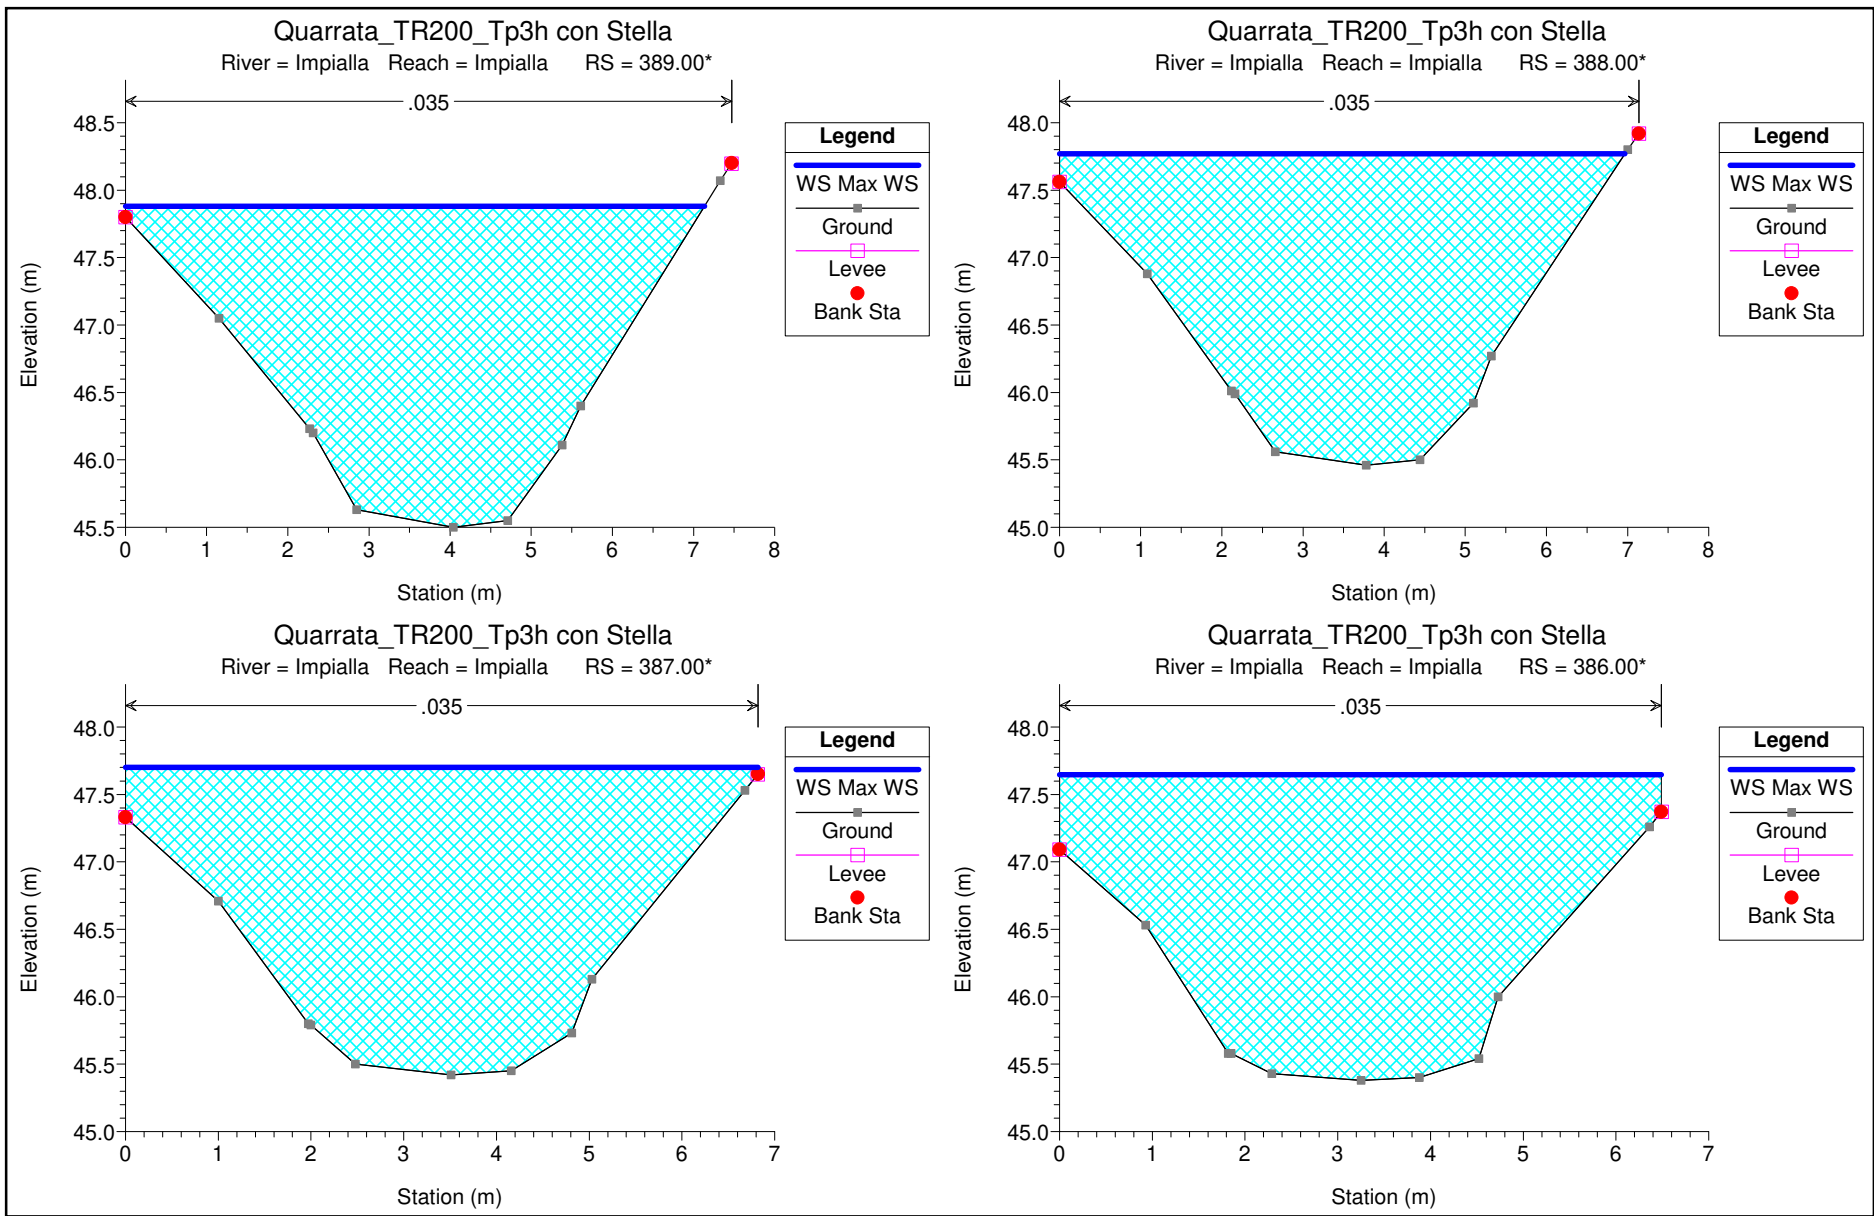 Quarrata_TR200_Tp3h con Stella
River = Impialla Reach = Impialla RS = 389.00*
.035
48.5
48.0
47.5
47.0
46.5
46.0
45.5
0 1 2 3 4 5 6 7 8
Elevation (m)
Station (m)
Legend
WS Max WS
Ground
Levee
Bank Sta
Quarrata_TR200_Tp3h con Stella
River = Impialla Reach = Impialla RS = 388.00*
.035
48.0
47.5
47.0
46.5
46.0
45.5
45.0
0 1 2 3 4 5 6 7 8
Elevation (m)
Station (m)
Legend
WS Max WS
Ground
Levee
Bank Sta
Quarrata_TR200_Tp3h con Stella
River = Impialla Reach = Impialla RS = 387.00*
.035
48.0
47.5
47.0
46.5
46.0
45.5
45.0
0 1 2 3 4 5 6 7
Elevation (m)
Station (m)
Legend
WS Max WS
Ground
Levee
Bank Sta
Quarrata_TR200_Tp3h con Stella
River = Impialla Reach = Impialla RS = 386.00*
.035
48.0
47.5
47.0
46.5
46.0
45.5
45.0
0 1 2 3 4 5 6 7
Elevation (m)
Station (m)
Legend
WS Max WS
Ground
Levee
Bank Sta